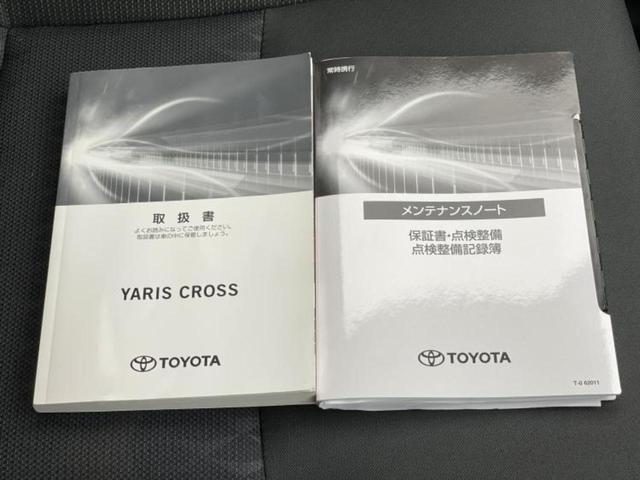 取扱書
よくお読みになってご使用ください。
取扱書は車の中に保管しましょう。
YARIS CROSS
TOYOTA
常時携行
メンテナンスノート
保証書・点検整備
点検整備記録簿
TOYOTA
T-0 62011